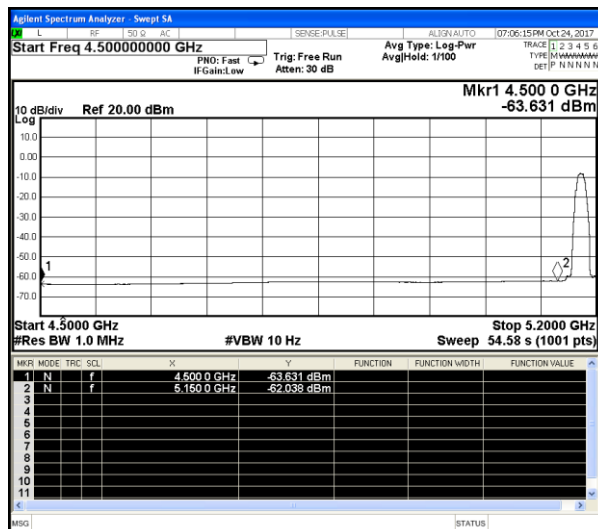 Agilent Spectrum Analyzer - Swept SA
L RF 50 Ω AC SENSE:PULSE ALIGN AUTO 07:06:15 PM Oct 24, 2017
Start Freq 4.500000000 GHz
PNO: Fast
IFGain:Low
Trig: Free Run
Atten: 30 dB
Avg Type: Log-Pwr
Avg|Hold: 1/100
TRACE 1 2 3 4 5 6
TYPE M
DET P N N N N N
Mkr1 4.500 0 GHz
-63.631 dBm
10 dB/div Ref 20.00 dBm
Log
10.0
0.00
-10.0
-20.0
-30.0
-40.0
-50.0
-60.0
-70.0
1
2
Start 4.5000 GHz Stop 5.2000 GHz
#Res BW 1.0 MHz #VBW 10 Hz Sweep 54.58 s (1001 pts)
MKR MODE TRC SCL X Y FUNCTION FUNCTION WIDTH FUNCTION VALUE
1 N f 4.500 0 GHz -63.631 dBm
2 N f 5.150 0 GHz -62.038 dBm
3
4
5
6
7
8
9
10
11
MSG STATUS